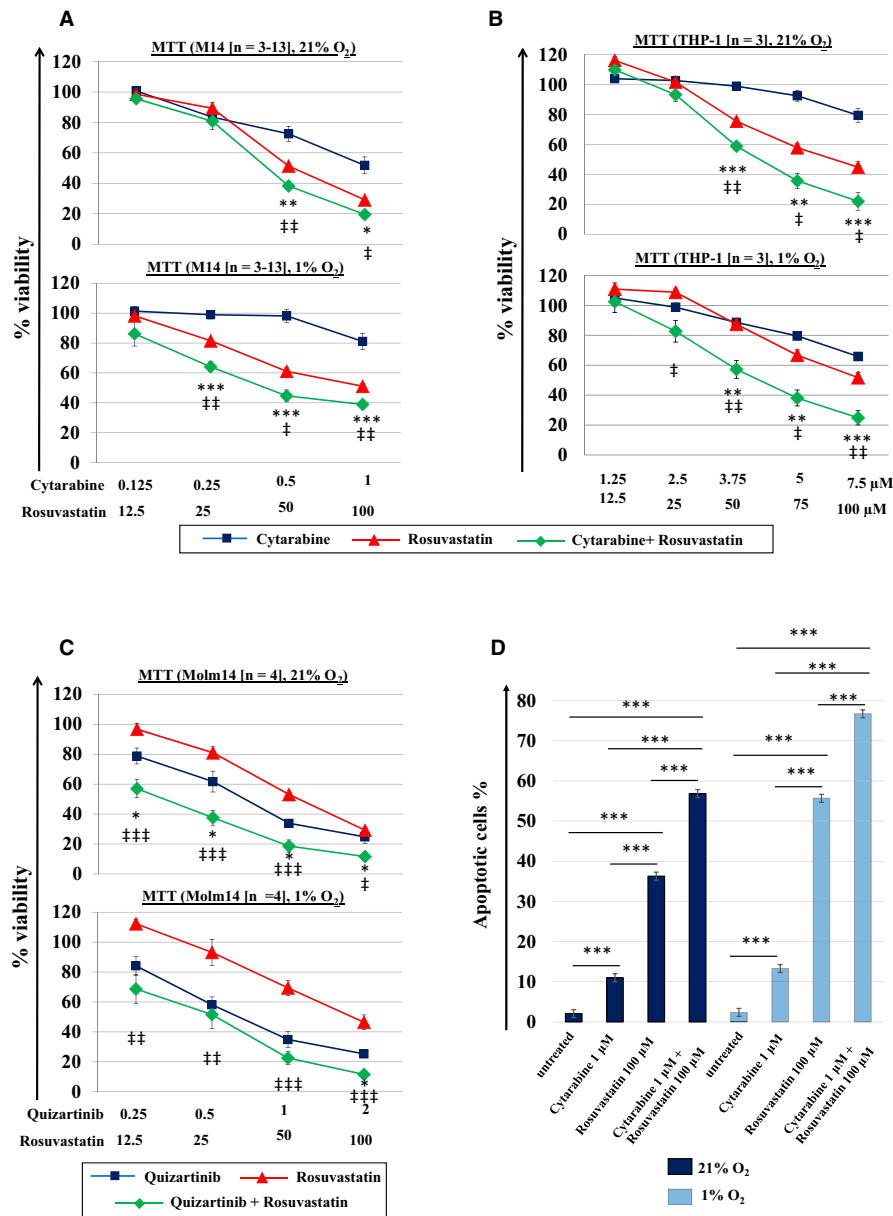 A
MTT (M14 [n = 3-13], 21% O2)
120
100
80
60
40
20
0
**
‡‡
*
‡
MTT (M14 [n = 3-13], 1% O2)
120
100
80
60
40
20
0
***
‡‡
***
‡
***
‡‡
% viability
Cytarabine 0.125 0.25 0.5 1
Rosuvastatin 12.5 25 50 100
B
MTT (THP-1 [n = 3], 21% O2)
120
100
80
60
40
20
0
***
‡‡
**
‡
***
‡
MTT (THP-1 [n = 3], 1% O2)
120
100
80
60
40
20
0
‡
**
‡‡
**
‡
***
‡‡
% viability
1.25 2.5 3.75 5 7.5 µM
12.5 25 50 75 100 µM
Cytarabine Rosuvastatin Cytarabine+ Rosuvastatin
C
MTT (Molm14 [n = 4], 21% O2)
120
100
80
60
40
20
0
*
‡‡‡
*
‡‡‡
*
‡‡‡
*
‡
MTT (Molm14 [n =4], 1% O2)
120
100
80
60
40
20
0
‡‡
‡‡
‡‡‡
*
‡‡‡
% viability
Quizartinib 0.25 0.5 1 2
Rosuvastatin 12.5 25 50 100
Quizartinib Rosuvastatin
Quizartinib + Rosuvastatin
D
Apoptotic cells %
80
70
60
50
40
30
20
10
0
***
***
***
***
***
***
***
***
***
***
***
***
untreated
Cytarabine 1 µM
Rosuvastatin 100 µM
Cytarabine 1 µM +
Rosuvastatin 100 µM
untreated
Cytarabine 1 µM
Rosuvastatin 100 µM
Cytarabine 1 µM +
Rosuvastatin 100 µM
21% O2
1% O2